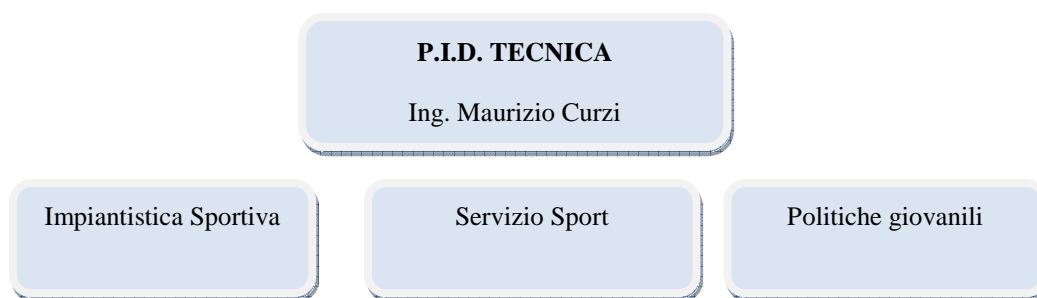 P.I.D. TECNICA
Ing. Maurizio Curzi
Impiantistica Sportiva
Servizio Sport
Politiche giovanili